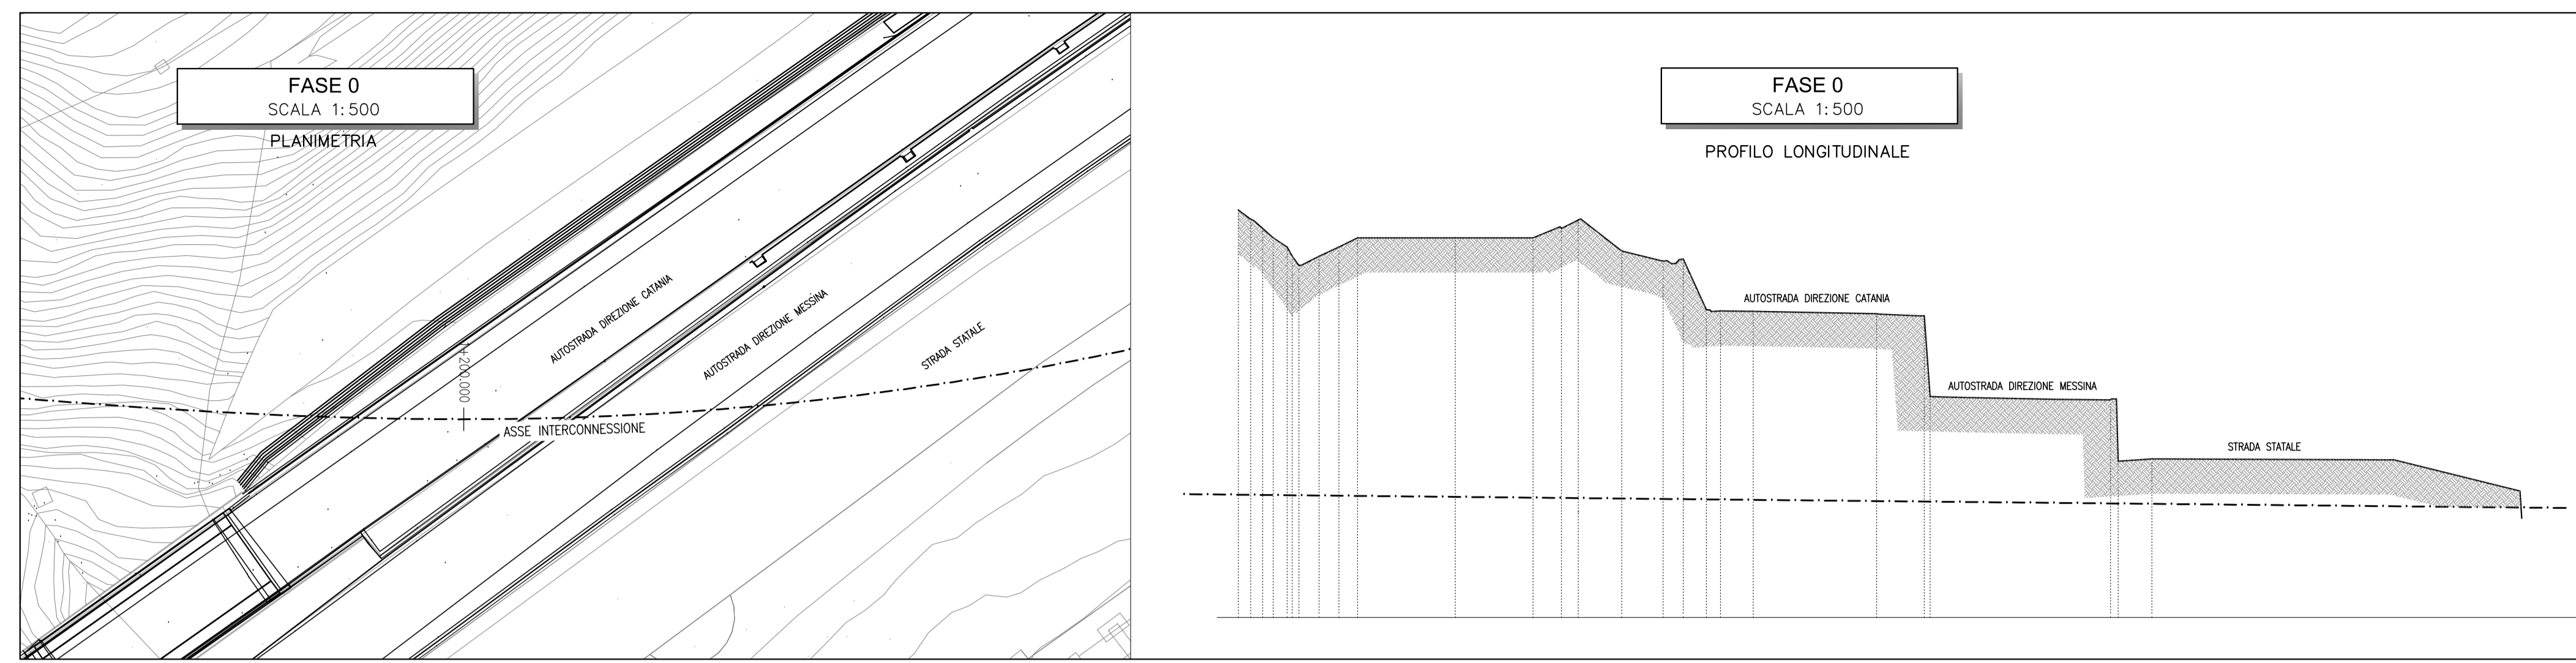 FASE 0
SCALA 1:500
PLANIMETRIA
AUTOSTRADA DIREZIONE CATANIA
AUTOSTRADA DIREZIONE MESSINA
STRADA STATALE
1+200.000
ASSE INTERCONNESSIONE
FASE 0
SCALA 1:500
PROFILO LONGITUDINALE
AUTOSTRADA DIREZIONE CATANIA
AUTOSTRADA DIREZIONE MESSINA
STRADA STATALE